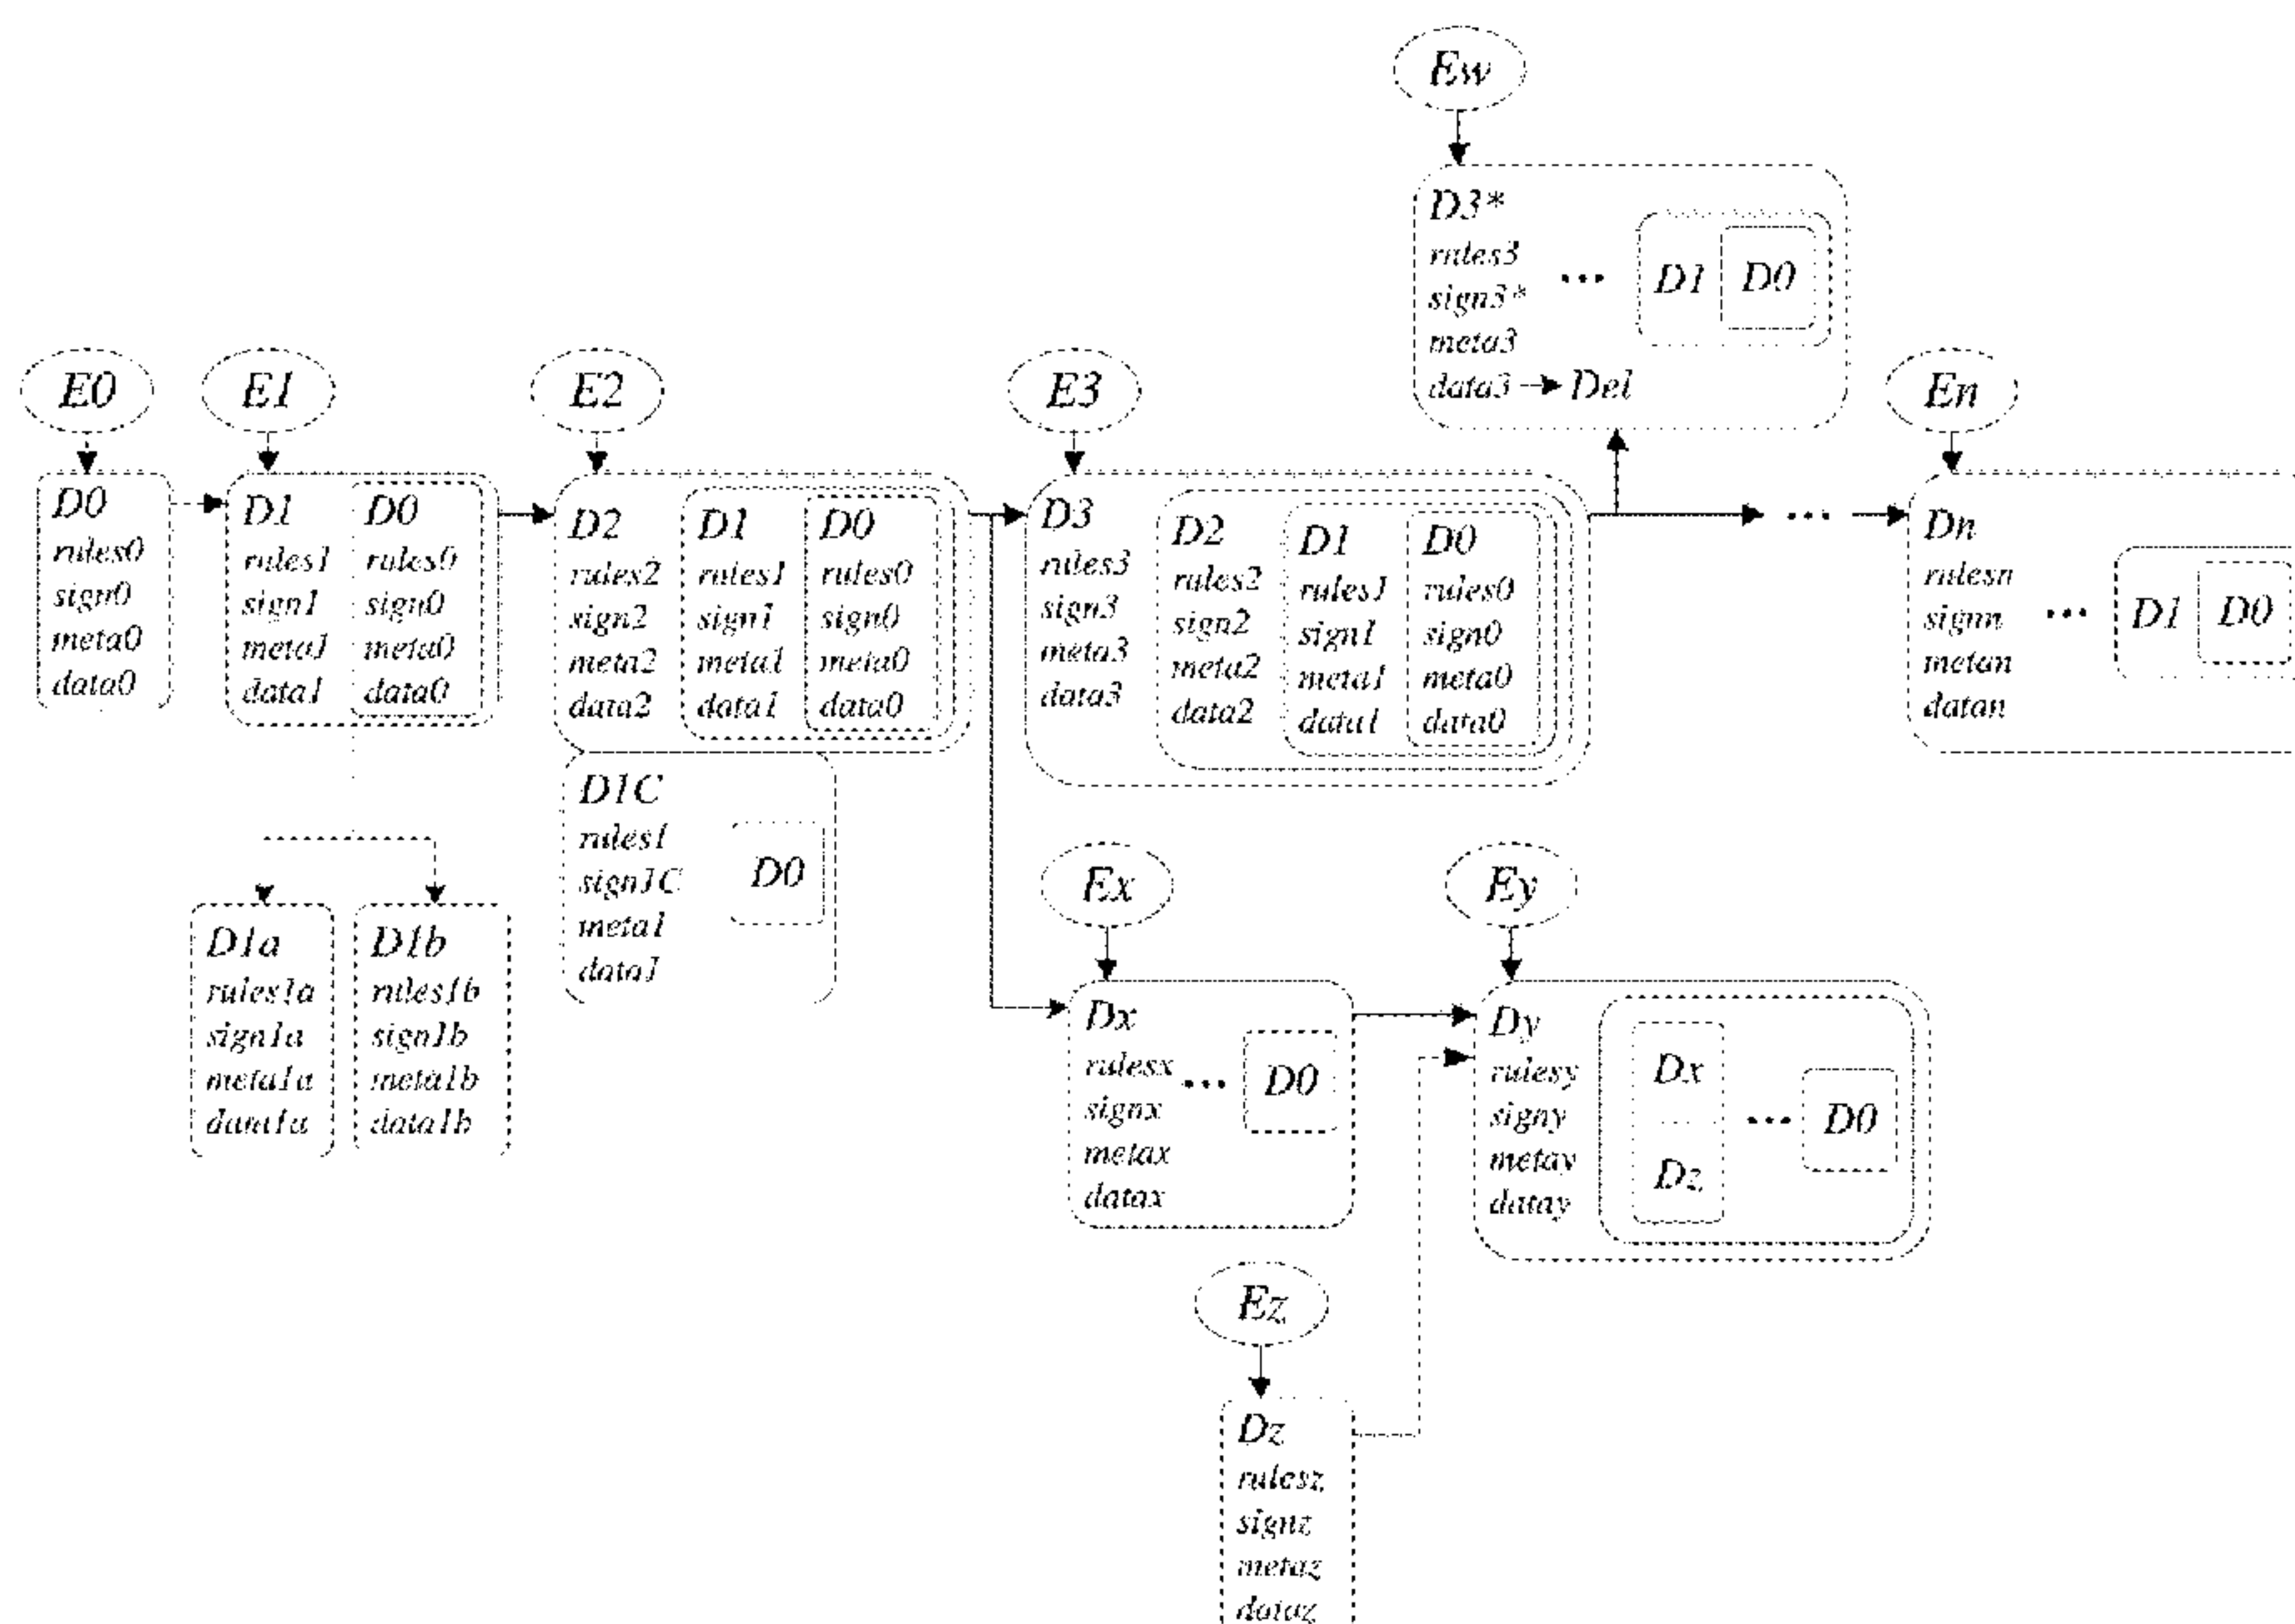 Ew
D3*
rules3
sign3*
meta3
data3
Del
...
D1
D0
E0
E1
E2
E3
En
D0
rules0
sign0
meta0
data0
D1
rules1
sign1
meta1
data1
D0
rules0
sign0
meta0
data0
D2
rules2
sign2
meta2
data2
D1
rules1
sign1
meta1
data1
D0
rules0
sign0
meta0
data0
D3
rules3
sign3
meta3
data3
D2
rules2
sign2
meta2
data2
D1
rules1
sign1
meta1
data1
D0
rules0
sign0
meta0
data0
...
Dn
rulesn
signn
metan
datan
...
D1
D0
D1C
rules1
sign1C
meta1
data1
D0
D1a
rules1a
sign1a
meta1a
data1a
D1b
rules1b
sign1b
meta1b
data1b
Ex
Dx
rulesx
signx
metax
datax
...
D0
Ey
Dy
rulesy
signy
metay
datay
Dx
Dz
...
D0
Ez
Dz
rulesz
signz
metaz
dataz